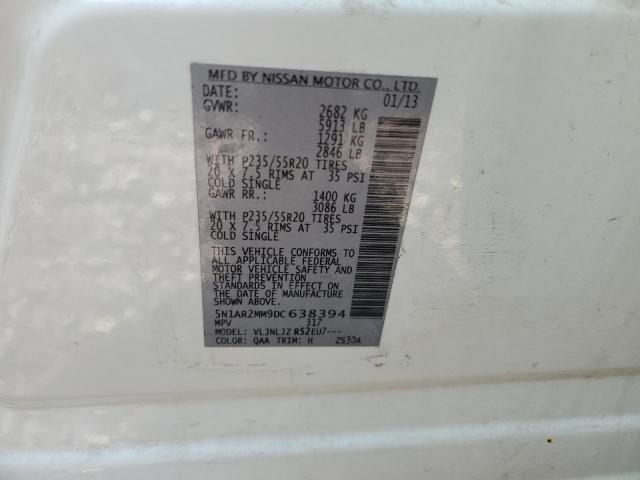 MFD BY NISSAN MOTOR CO., LTD.
DATE: 01/13
GVWR: 2682 KG
5913 LB
GAWR FR.: 1291 KG
2846 LB
WITH P235/55R20 TIRES
20 X 7.5 RIMS AT 35 PSI
COLD SINGLE
GAWR RR.: 1400 KG
3086 LB
WITH P235/55R20 TIRES
20 X 7.5 RIMS AT 35 PSI
COLD SINGLE
THIS VEHICLE CONFORMS TO
ALL APPLICABLE FEDERAL
MOTOR VEHICLE SAFETY AND
THEFT PREVENTION
STANDARDS IN EFFECT ON
THE DATE OF MANUFACTURE
SHOWN ABOVE.
5N1AR2MM9DC638394
MPV 317
MODEL: VLJNLJZ R52EU7---
COLOR: QAA TRIM: H ZS30A